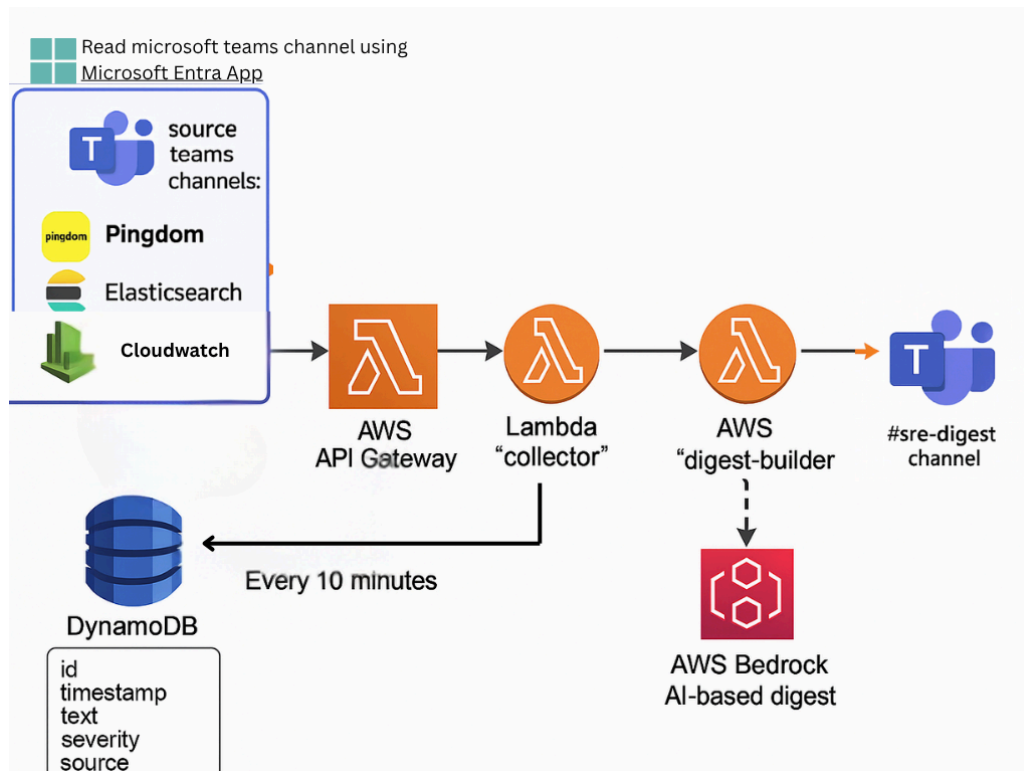 Read microsoft teams channel using
Microsoft Entra App
T
source
teams
channels:
pingdom
Pingdom
Elasticsearch
Cloudwatch
AWS
API Gateway
Lambda
“collector”
AWS
“digest-builder
T
#sre-digest
channel
Every 10 minutes
DynamoDB
id
timestamp
text
severity
source
AWS Bedrock
AI-based digest